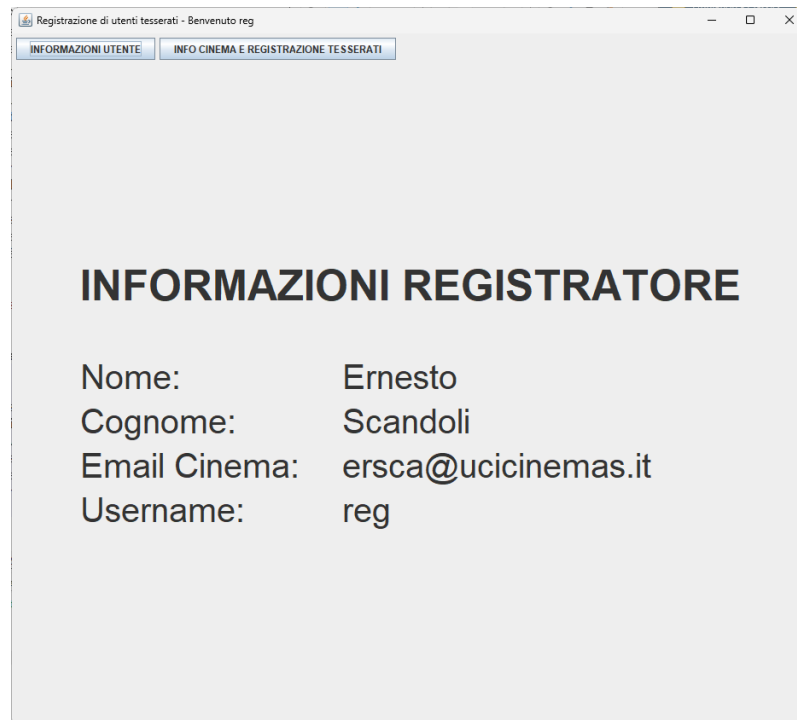 Registrazione di utenti tesserati - Benvenuto reg
INFORMAZIONI UTENTE INFO CINEMA E REGISTRAZIONE TESSERATI
INFORMAZIONI REGISTRATORE
Nome: Ernesto
Cognome: Scandoli
Email Cinema: ersca@ucicinemas.it
Username: reg